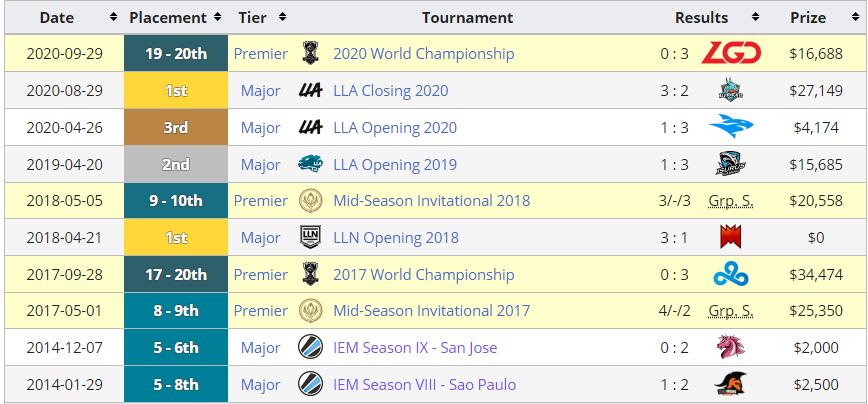 Date Placement Tier Tournament Results Prize
2020-09-29 19 - 20th Premier 2020 World Championship 0 : 3 LGD $16,688
2020-08-29 1st Major LLA Closing 2020 3 : 2 $27,149
2020-04-26 3rd Major LLA Opening 2020 1 : 3 $4,174
2019-04-20 2nd Major LLA Opening 2019 1 : 3 ISURUS $15,685
2018-05-05 9 - 10th Premier Mid-Season Invitational 2018 3/-/3 Grp. S. $20,558
2018-04-21 1st Major LLN LLN Opening 2018 3 : 1 $0
2017-09-28 17 - 20th Premier 2017 World Championship 0 : 3 $34,474
2017-05-01 8 - 9th Premier Mid-Season Invitational 2017 4/-/2 Grp. S. $25,350
2014-12-07 5 - 6th Major IEM Season IX - San Jose 0 : 2 $2,000
2014-01-29 5 - 8th Major IEM Season VIII - Sao Paulo 1 : 2 $2,500